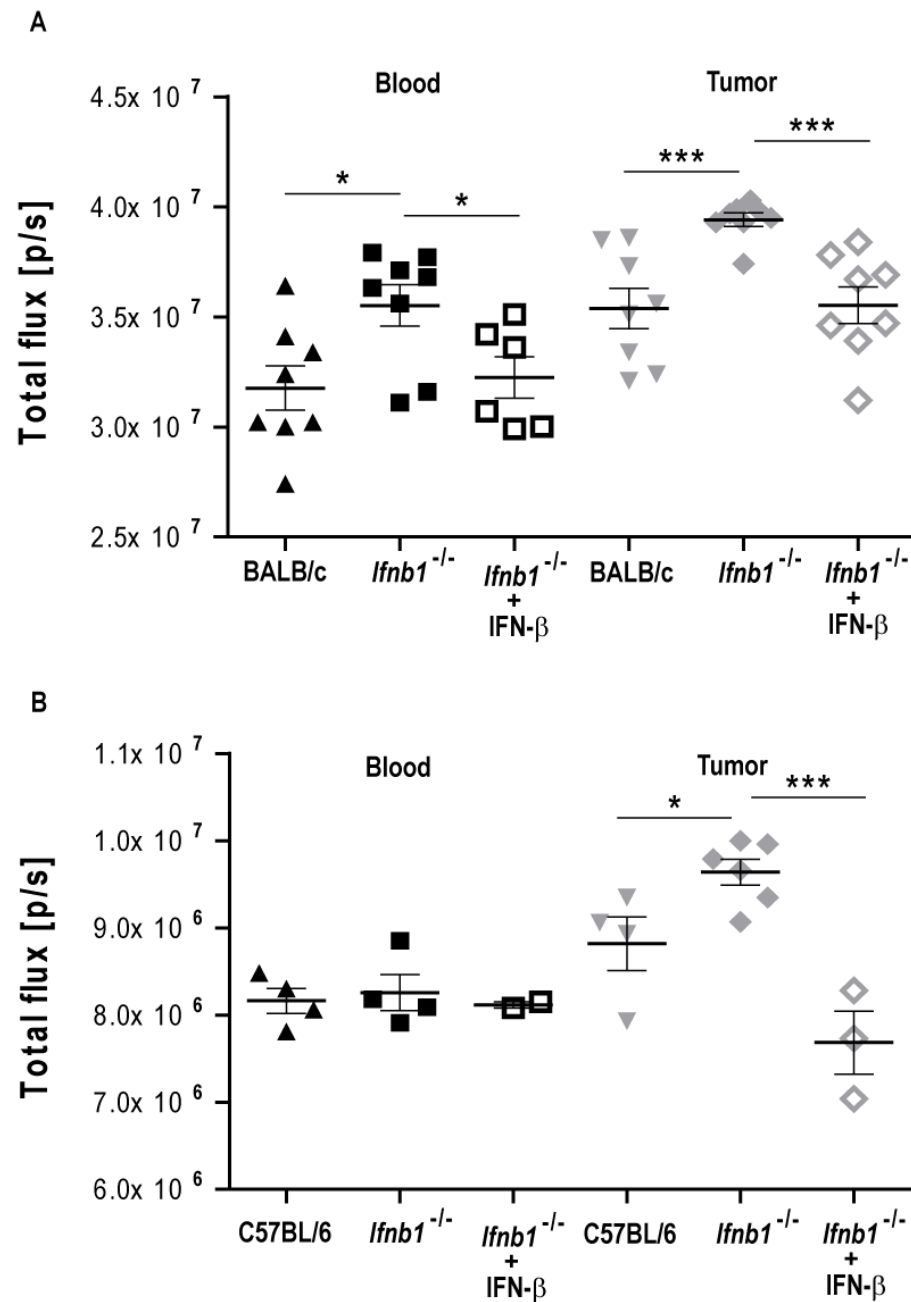 A
Blood Tumor
Total flux [p/s]
4.5x 10 7
4.0x 10 7
3.5x 10 7
3.0x 10 7
2.5x 10 7
* * *** ***
BALB/c Ifnb1 -/- Ifnb1 -/- BALB/c Ifnb1 -/- Ifnb1 -/-
+ +
IFN-β IFN-β
B
Blood Tumor
Total flux [p/s]
1.1x 10 7
1.0x 10 7
9.0x 10 6
8.0x 10 6
7.0x 10 6
6.0x 10 6
* ***
C57BL/6 Ifnb1 -/- Ifnb1 -/- C57BL/6 Ifnb1 -/- Ifnb1 -/-
+ +
IFN-β IFN-β